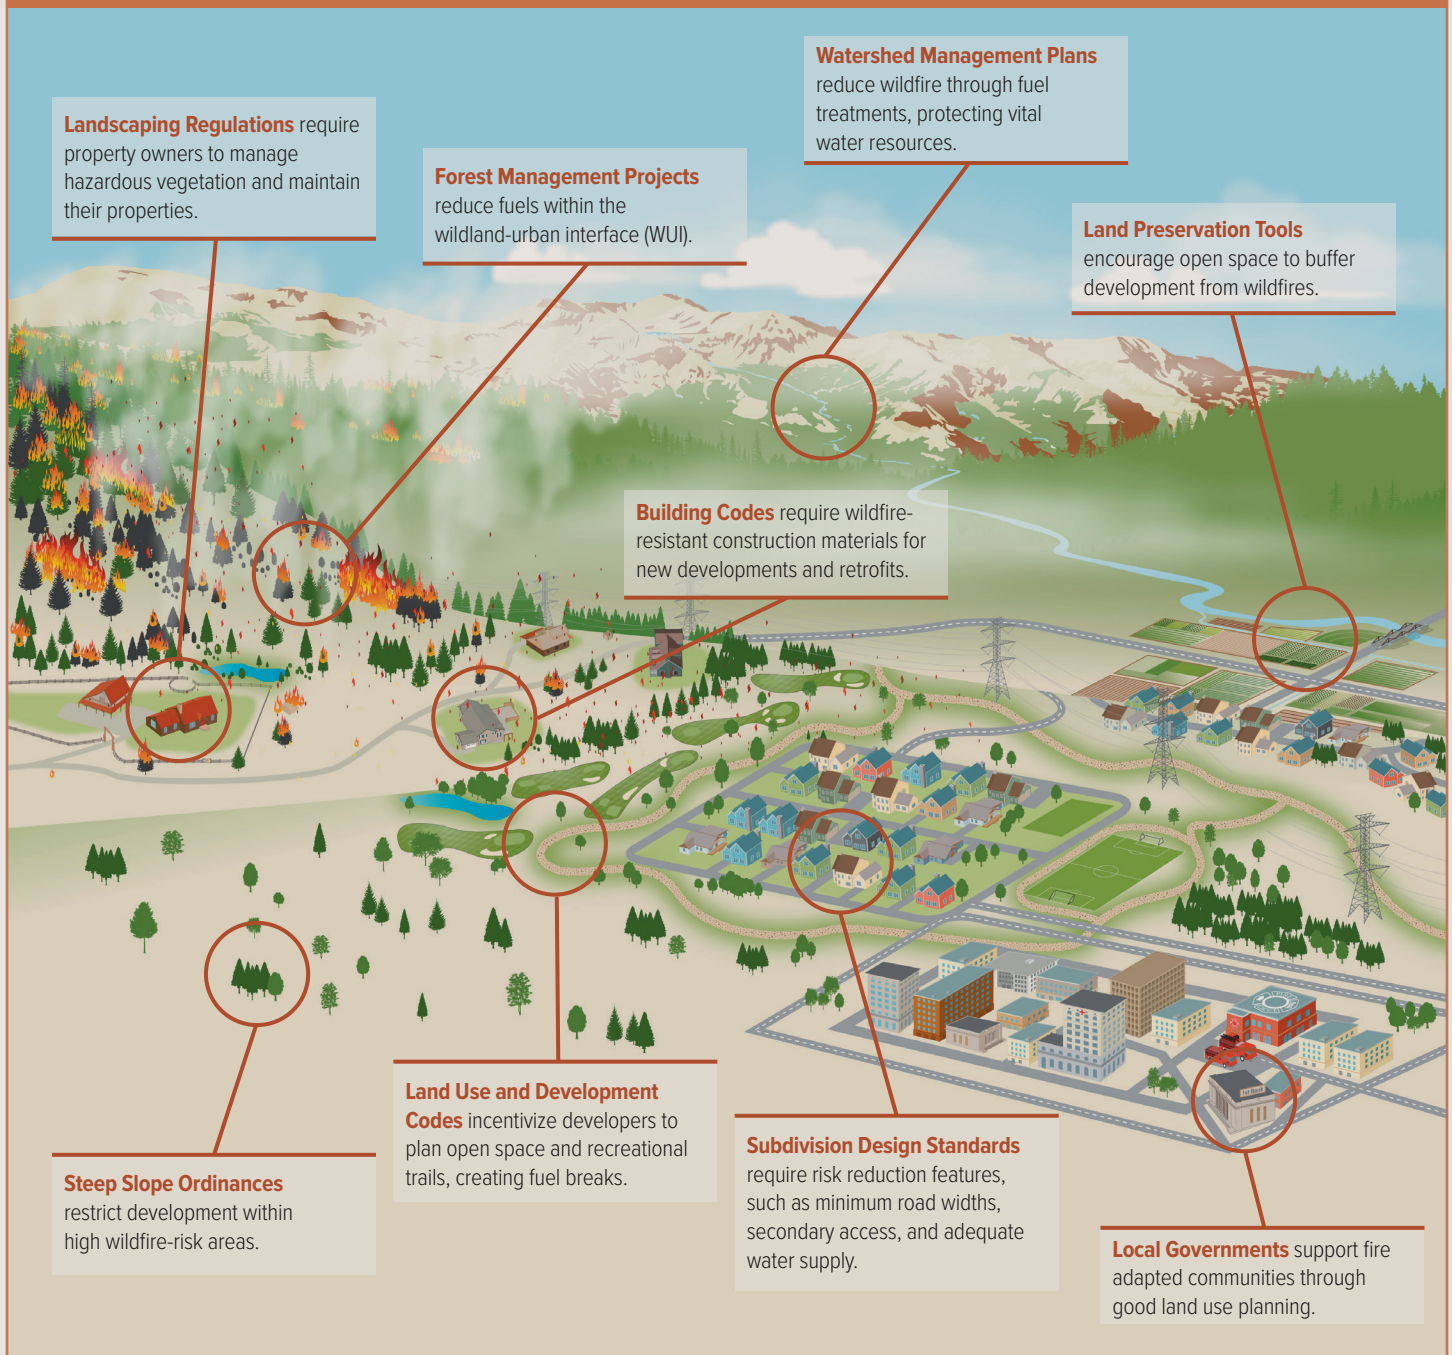 Watershed Management Plans
reduce wildfire through fuel
treatments, protecting vital
water resources.
Landscaping Regulations require
property owners to manage
hazardous vegetation and maintain
their properties.
Forest Management Projects
reduce fuels within the
wildland-urban interface (WUI).
Land Preservation Tools
encourage open space to buffer
development from wildfires.
Building Codes require wildfire-
resistant construction materials for
new developments and retrofits.
1st Bank
Land Use and Development
Codes incentivize developers to
plan open space and recreational
trails, creating fuel breaks.
Subdivision Design Standards
require risk reduction features,
such as minimum road widths,
secondary access, and adequate
water supply.
Steep Slope Ordinances
restrict development within
high wildfire-risk areas.
Local Governments support fire
adapted communities through
good land use planning.